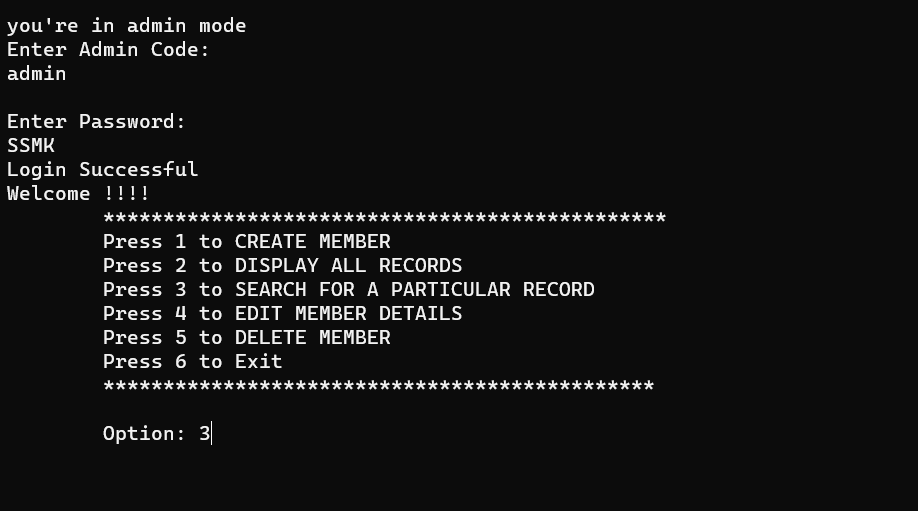 you're in admin mode
Enter Admin Code:
admin
Enter Password:
SSMK
Login Successful
Welcome !!!!
***********************************************
Press 1 to CREATE MEMBER
Press 2 to DISPLAY ALL RECORDS
Press 3 to SEARCH FOR A PARTICULAR RECORD
Press 4 to EDIT MEMBER DETAILS
Press 5 to DELETE MEMBER
Press 6 to Exit
**********************************************
Option: 3